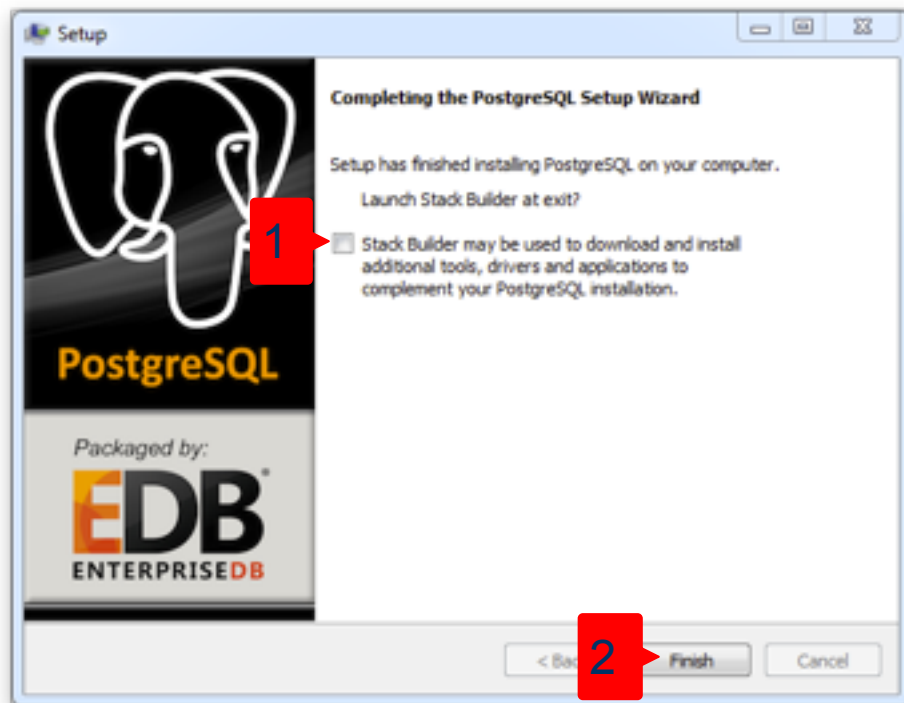 Setup
Completing the PostgreSQL Setup Wizard
Setup has finished installing PostgreSQL on your computer.
Launch Stack Builder at exit?
1
Stack Builder may be used to download and install
additional tools, drivers and applications to
complement your PostgreSQL installation.
PostgreSQL
Packaged by:
EDB®
ENTERPRISEDB
< Bac
2
Finish
Cancel